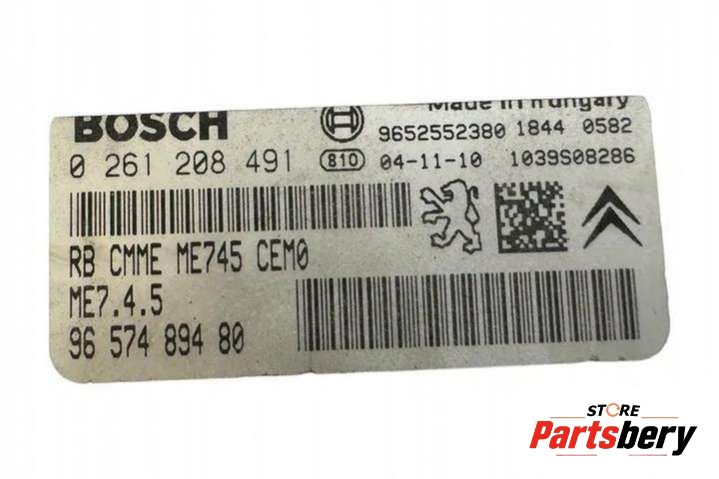 BOSCH
Made in Hungary
9652552380 1844 0582
0 261 208 491 810 04-11-10 1039S08286
RB CMME ME745 CEM0
ME7.4.5
96 574 894 80
STORE
Partsbery